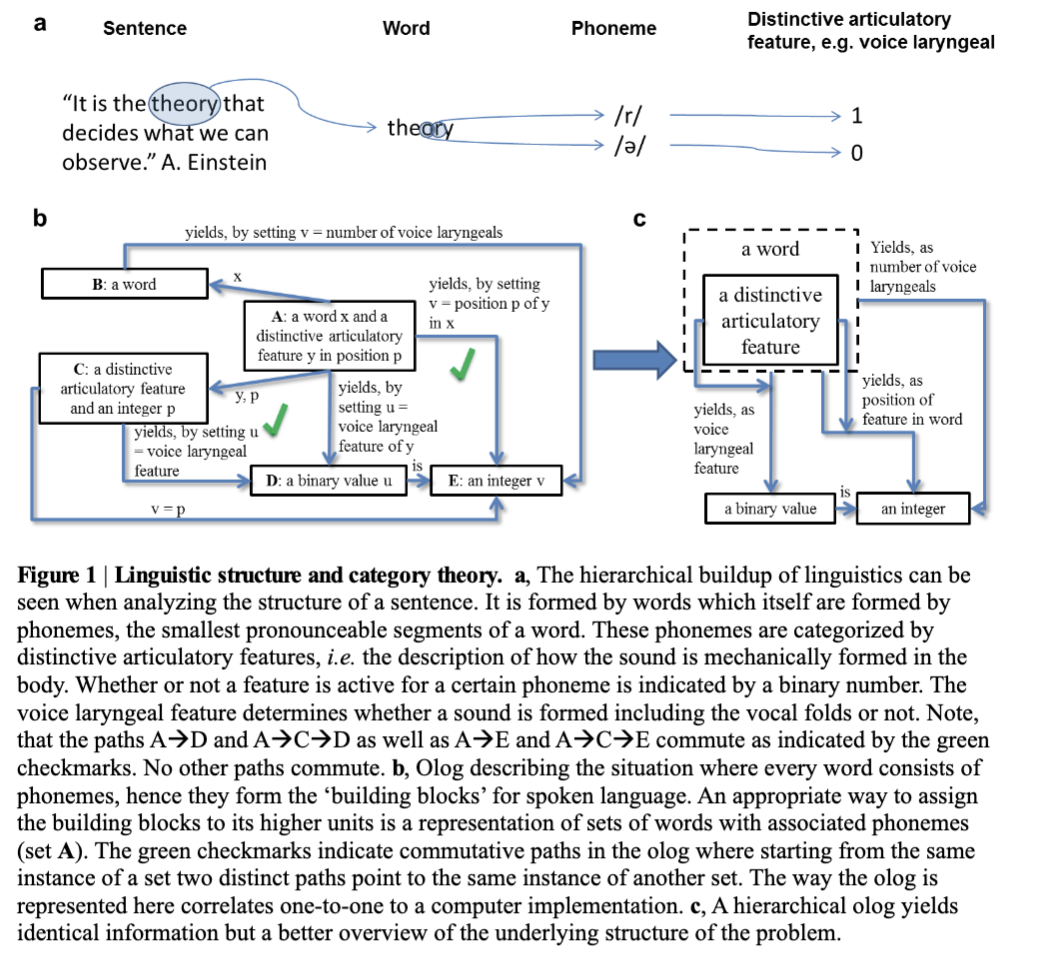 a
Sentence
Word
Phoneme
Distinctive articulatory
feature, e.g. voice laryngeal
“It is the theory that
decides what we can
observe.” A. Einstein
theory
/r/
/ə/
1
0
b
yields, by setting v = number of voice laryngeals
B: a word
x
A: a word x and a
distinctive articulatory
feature y in position p
yields, by setting
v = position p of y
in x
C: a distinctive
articulatory feature
and an integer p
y, p
yields, by setting u
= voice laryngeal
feature
yields, by
setting u =
voice laryngeal
feature of y
D: a binary value u
is
E: an integer v
v = p
c
a word
a distinctive
articulatory
feature
Yields, as
number of voice
laryngeals
yields, as
voice
laryngeal
feature
yields, as
position of
feature in word
a binary value
is
an integer
Figure 1 | Linguistic structure and category theory. a, The hierarchical buildup of linguistics can be
seen when analyzing the structure of a sentence. It is formed by words which itself are formed by
phonemes, the smallest pronounceable segments of a word. These phonemes are categorized by
distinctive articulatory features, i.e. the description of how the sound is mechanically formed in the
body. Whether or not a feature is active for a certain phoneme is indicated by a binary number. The
voice laryngeal feature determines whether a sound is formed including the vocal folds or not. Note,
that the paths A→D and A→C→D as well as A→E and A→C→E commute as indicated by the green
checkmarks. No other paths commute. b, Olog describing the situation where every word consists of
phonemes, hence they form the ‘building blocks’ for spoken language. An appropriate way to assign
the building blocks to its higher units is a representation of sets of words with associated phonemes
(set A). The green checkmarks indicate commutative paths in the olog where starting from the same
instance of a set two distinct paths point to the same instance of another set. The way the olog is
represented here correlates one-to-one to a computer implementation. c, A hierarchical olog yields
identical information but a better overview of the underlying structure of the problem.